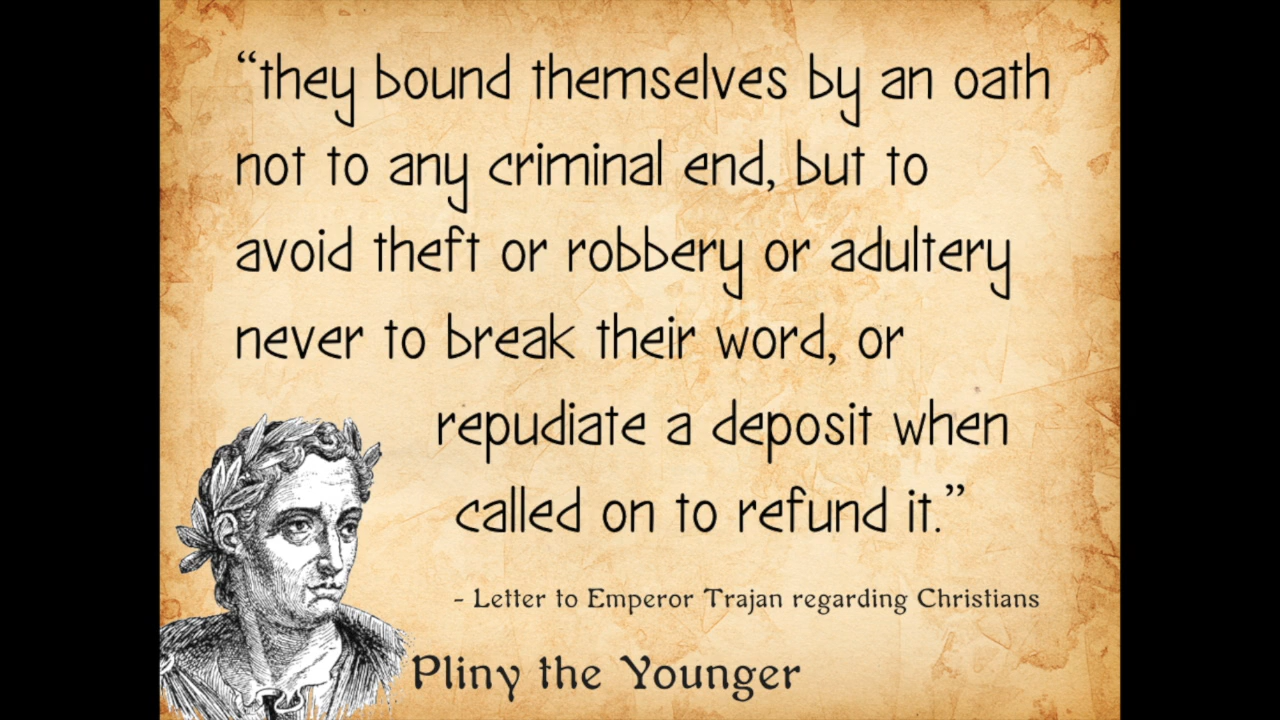 “they bound themselves by an oath
not to any criminal end, but to
avoid theft or robbery or adultery
never to break their word, or
repudiate a deposit when
called on to refund it.”
- Letter to Emperor Trajan regarding Christians
Pliny the Younger